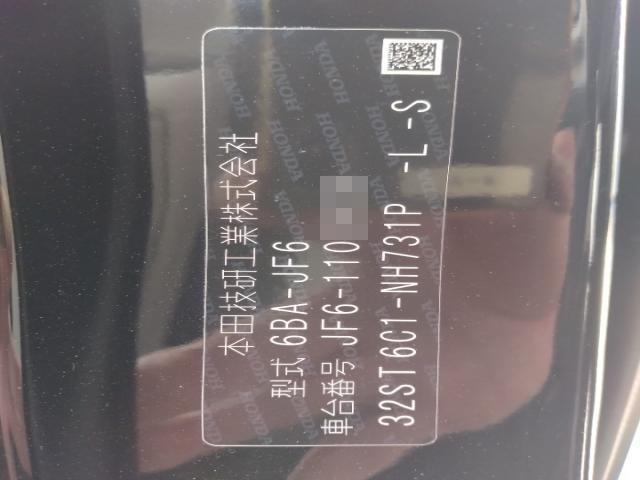 本田技研工業株式会社
型式 6BA-JF6
車台番号 JF6-110
32ST6C1-NH731P -L -S